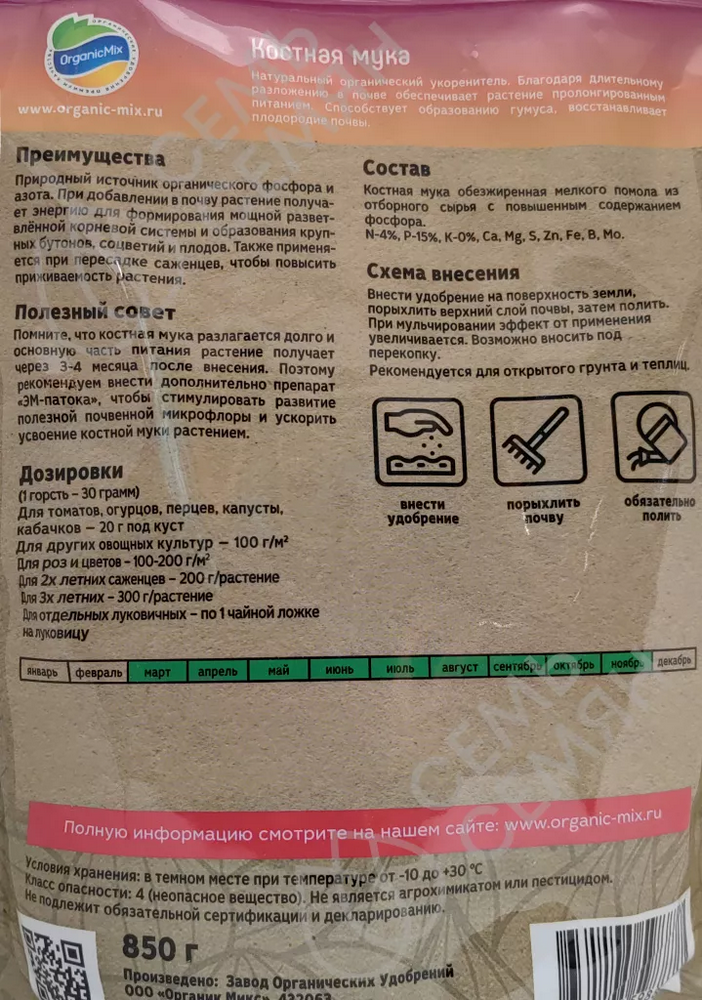 OrganicMix
www.organic-mix.ru
Костная мука
Натуральный органический укоренитель. Благодаря длительному
разложению в почве обеспечивает растение пролонгированным
питанием. Способствует образованию гумуса, восстанавливает
плодородие почвы.
Преимущества
Природный источник органического фосфора и
азота. При добавлении в почву растение получа-
ет энергию для формирования мощной развет-
влённой корневой системы и образования круп-
ных бутонов, соцветий и плодов. Также применя-
ется при пересадке саженцев, чтобы повысить
приживаемость растения.
Полезный совет
Помните, что костная мука разлагается долго и
основную часть питания растение получает
через 3-4 месяца после внесения. Поэтому
рекомендуем внести дополнительно препарат
«ЭМ-патока», чтобы стимулировать развитие
полезной почвенной микрофлоры и ускорить
усвоение костной муки растением.
Дозировки
(1 горсть – 30 грамм)
Для томатов, огурцов, перцев, капусты,
кабачков – 20 г под куст
Для других овощных культур – 100 г/м²
Для роз и цветов – 100-200 г/м²
Для 2х летних саженцев – 200 г/растение
Для 3х летних – 300 г/растение
Для отдельных луковичных – по 1 чайной ложке
на луковицу
Состав
Костная мука обезжиренная мелкого помола из
отборного сырья с повышенным содержанием
фосфора.
N-4%, P-15%, K-0%, Ca, Mg, S, Zn, Fe, B, Mo.
Схема внесения
Внести удобрение на поверхность земли,
порыхлить верхний слой почвы, затем полить.
При мульчировании эффект от применения
увеличивается. Возможно вносить под
перекопку.
Рекомендуется для открытого грунта и теплиц.
внести
удобрение
порыхлить
почву
обязательно
полить
январь февраль март апрель май июнь июль август сентябрь октябрь ноябрь декабрь
Полную информацию смотрите на нашем сайте: www.organic-mix.ru
Условия хранения: в темном месте при температуре от -10 до +30 °C
Класс опасности: 4 (неопасное вещество). Не является агрохимикатом или пестицидом.
Не подлежит обязательной сертификации и декларированию.
850 г
Произведено: Завод Органических Удобрений
ООО «Органик Микс», 432063